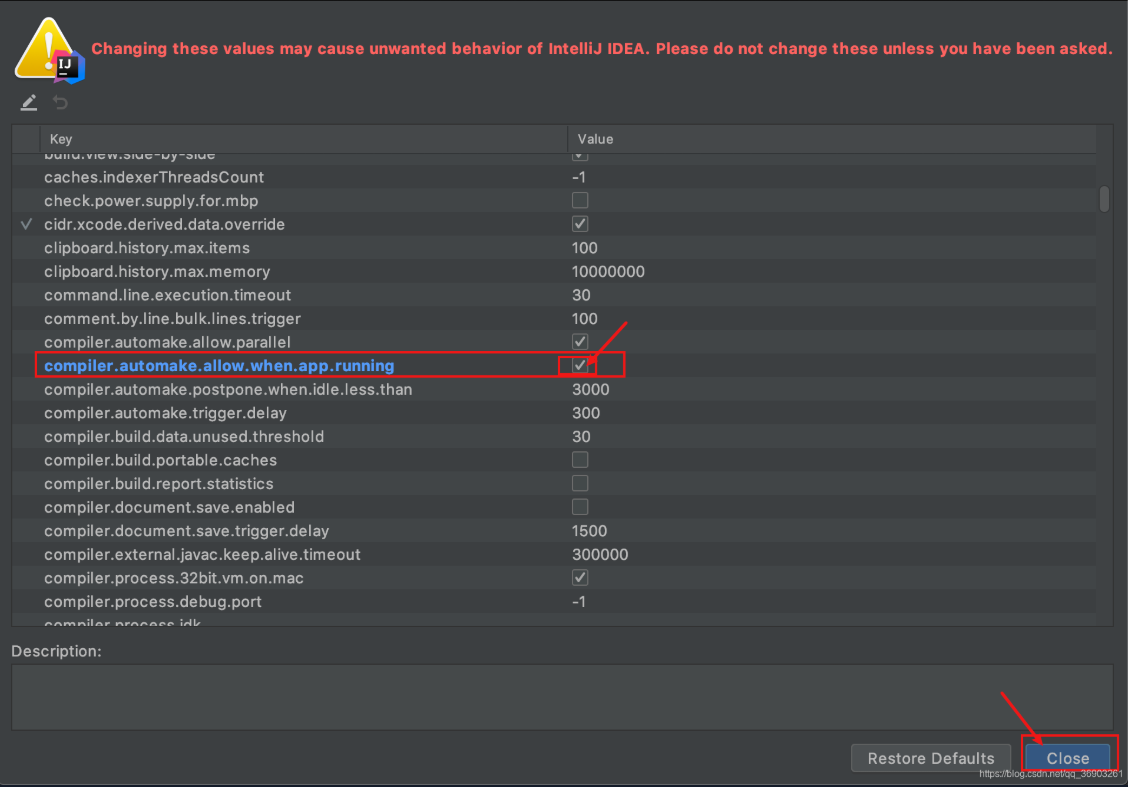 Changing these values may cause unwanted behavior of IntelliJ IDEA. Please do not change these unless you have been asked.
IJ
Key Value
build.view.side-by-side
caches.indexerThreadsCount -1
check.power.supply.for.mbp
cidr.xcode.derived.data.override
clipboard.history.max.items 100
clipboard.history.max.memory 10000000
command.line.execution.timeout 30
comment.by.line.bulk.lines.trigger 100
compiler.automake.allow.parallel
compiler.automake.allow.when.app.running
compiler.automake.postpone.when.idle.less.than 3000
compiler.automake.trigger.delay 300
compiler.build.data.unused.threshold 30
compiler.build.portable.caches
compiler.build.report.statistics
compiler.document.save.enabled
compiler.document.save.trigger.delay 1500
compiler.external.javac.keep.alive.timeout 300000
compiler.process.32bit.vm.on.mac
compiler.process.debug.port -1
compiler.process.jdk
Description:
Restore Defaults Close
https://blog.csdn.net/qq_36903261